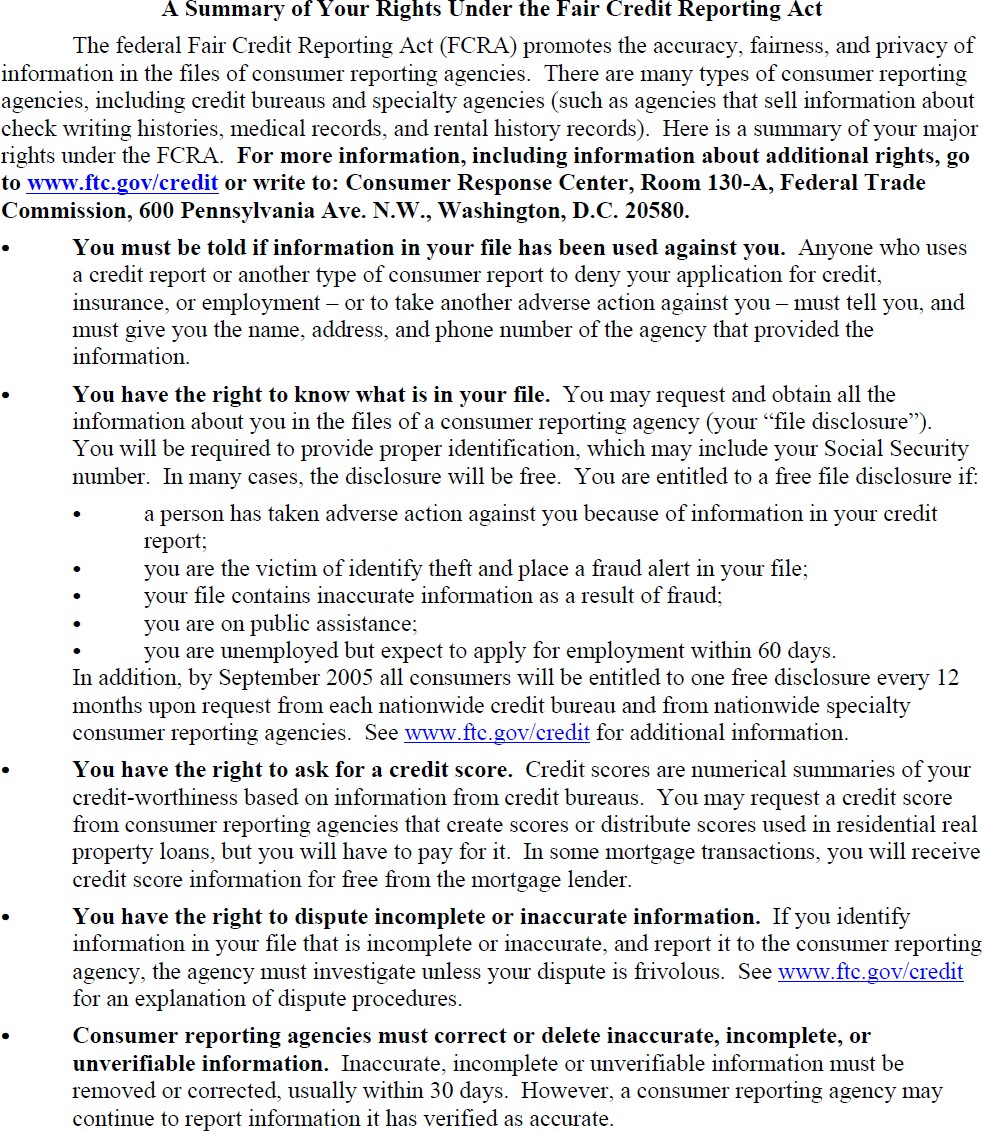 A Summary of Your Rights Under the Fair Credit Reporting Act
The federal Fair Credit Reporting Act (FCRA) promotes the accuracy, fairness, and privacy of
information in the files of consumer reporting agencies. There are many types of consumer reporting
agencies, including credit bureaus and specialty agencies (such as agencies that sell information about
check writing histories, medical records, and rental history records). Here is a summary of your major
rights under the FCRA. For more information, including information about additional rights, go
to www.ftc.gov/credit or write to: Consumer Response Center, Room 130-A, Federal Trade
Commission, 600 Pennsylvania Ave. N.W., Washington, D.C. 20580.
• You must be told if information in your file has been used against you. Anyone who uses
a credit report or another type of consumer report to deny your application for credit,
insurance, or employment – or to take another adverse action against you – must tell you, and
must give you the name, address, and phone number of the agency that provided the
information.
• You have the right to know what is in your file. You may request and obtain all the
information about you in the files of a consumer reporting agency (your “file disclosure”).
You will be required to provide proper identification, which may include your Social Security
number. In many cases, the disclosure will be free. You are entitled to a free file disclosure if:
• a person has taken adverse action against you because of information in your credit
report;
• you are the victim of identify theft and place a fraud alert in your file;
• your file contains inaccurate information as a result of fraud;
• you are on public assistance;
• you are unemployed but expect to apply for employment within 60 days.
In addition, by September 2005 all consumers will be entitled to one free disclosure every 12
months upon request from each nationwide credit bureau and from nationwide specialty
consumer reporting agencies. See www.ftc.gov/credit for additional information.
• You have the right to ask for a credit score. Credit scores are numerical summaries of your
credit-worthiness based on information from credit bureaus. You may request a credit score
from consumer reporting agencies that create scores or distribute scores used in residential real
property loans, but you will have to pay for it. In some mortgage transactions, you will receive
credit score information for free from the mortgage lender.
• You have the right to dispute incomplete or inaccurate information. If you identify
information in your file that is incomplete or inaccurate, and report it to the consumer reporting
agency, the agency must investigate unless your dispute is frivolous. See www.ftc.gov/credit
for an explanation of dispute procedures.
• Consumer reporting agencies must correct or delete inaccurate, incomplete, or
unverifiable information. Inaccurate, incomplete or unverifiable information must be
removed or corrected, usually within 30 days. However, a consumer reporting agency may
continue to report information it has verified as accurate.